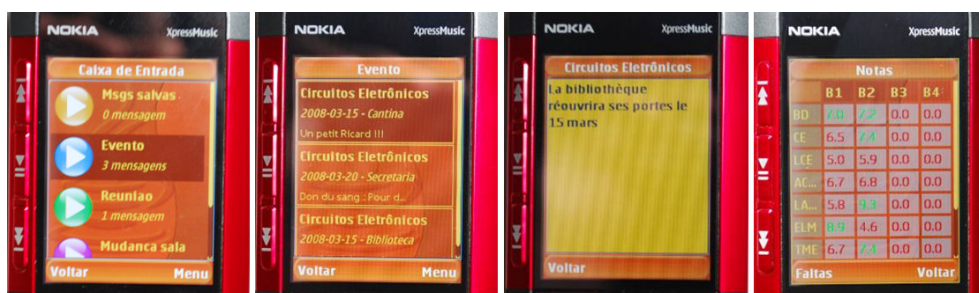 NOKIA XpressMusic
Caixa de Entrada
Msgs salvas
0 mensagem
Evento
3 mensagens
Reuniao
1 mensagem
Mudanca sala
Voltar Menu
NOKIA XpressMusic
Evento
Circuitos Eletrônicos
2008-03-15 - Cantina
Un petit Ricard !!!
Circuitos Eletrônicos
2008-03-20 - Secretaria
Don du sang : Pour d...
Circuitos Eletrônicos
2008-03-15 - Biblioteca
Voltar Menu
NOKIA XpressMusic
Circuitos Eletrônicos
La bibliothèque
réouvrira ses portes le
15 mars
Voltar
NOKIA XpressMusic
Notas
B1 B2 B3 B4
BD 7.0 7.2 0.0 0.0
CE 6.5 7.4 0.0 0.0
LCE 5.0 5.9 0.0 0.0
AC... 6.7 6.8 0.0 0.0
LA... 5.8 9.3 0.0 0.0
ELM 8.9 4.6 0.0 0.0
TME 6.7 0.0 0.0
Faltas Voltar